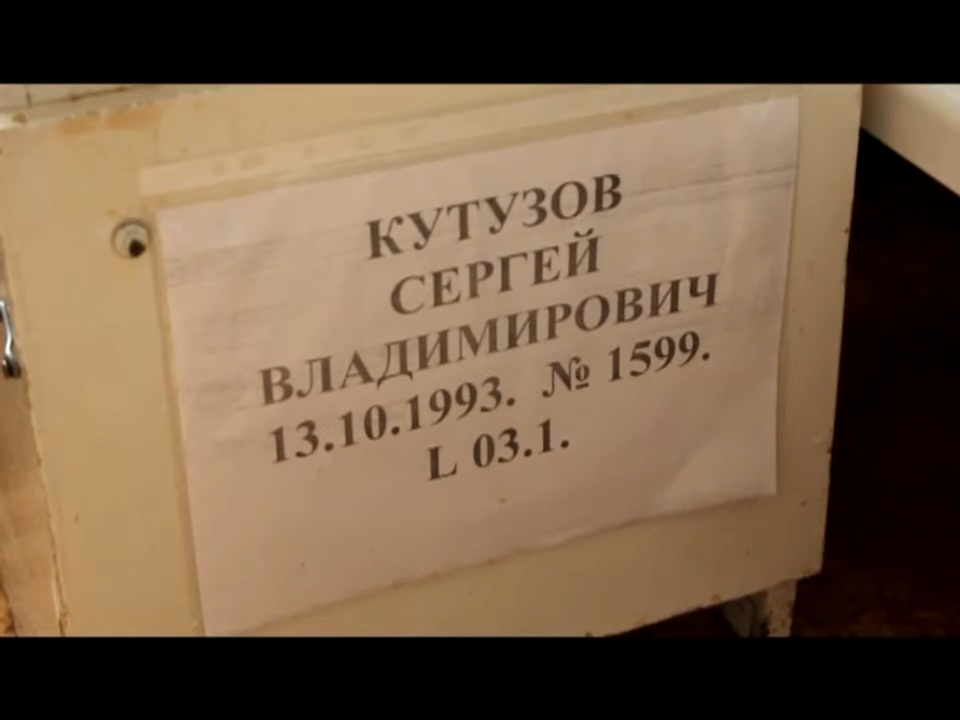 КУТУЗОВ
СЕРГЕЙ
ВЛАДИМИРОВИЧ
13.10.1993. № 1599.
L 03.1.